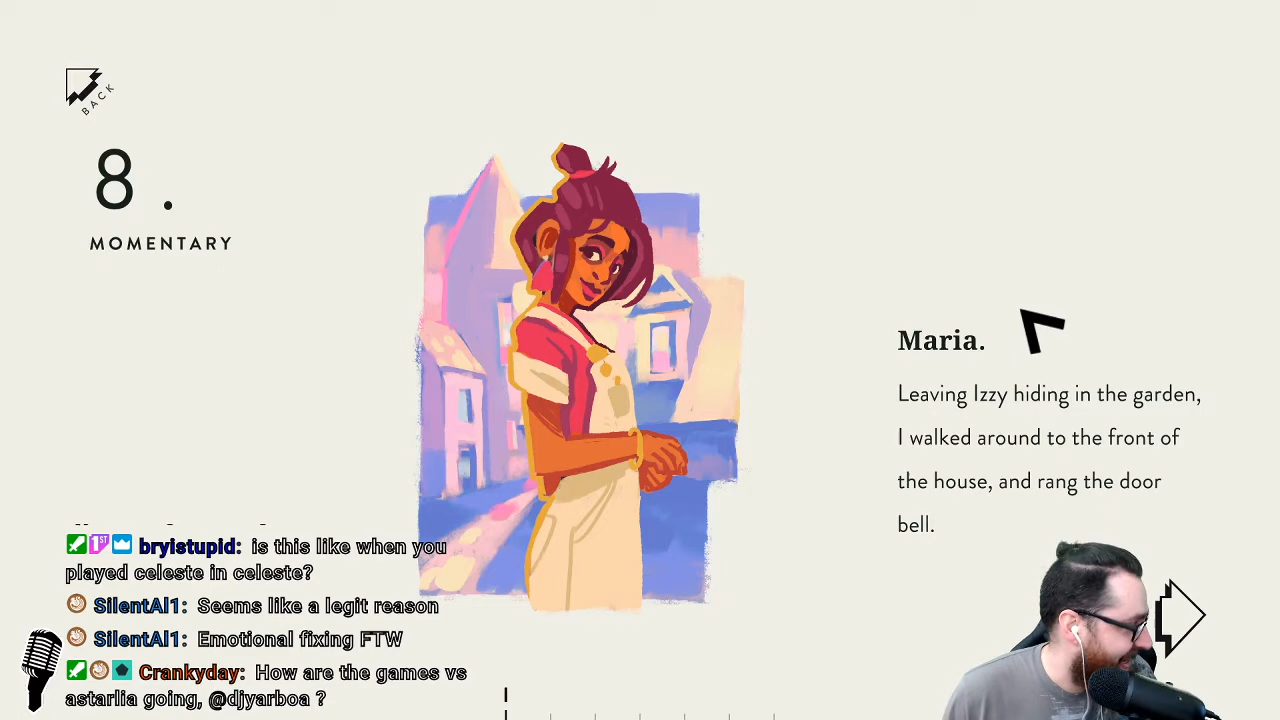 BACK
8 .
MOMENTARY
Maria.
Leaving Izzy hiding in the garden,
I walked around to the front of
the house, and rang the door
bell.
1ST bryistupid: is this like when you
played celeste in celeste?
SilentAl1: Seems like a legit reason
SilentAl1: Emotional fixing FTW
Crankyday: How are the games vs
astarlia going, @djyarboa ?